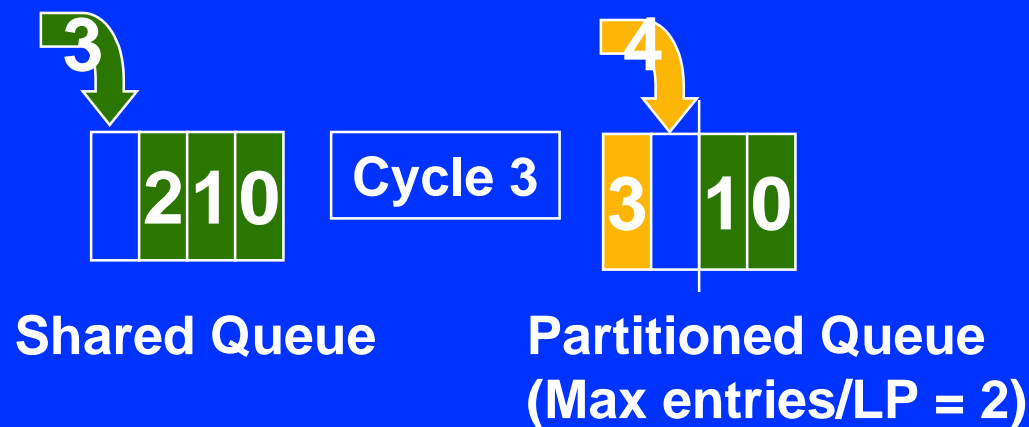 3
4
210
Cycle 3
3
10
Shared Queue
Partitioned Queue
(Max entries/LP = 2)